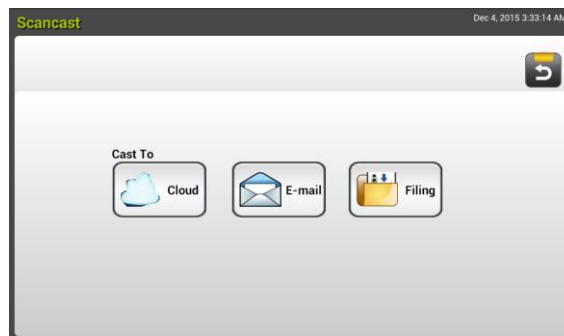 Scancast
Dec 4, 2015 3:33:14 AM
Cast To
Cloud
E-mail
Filing